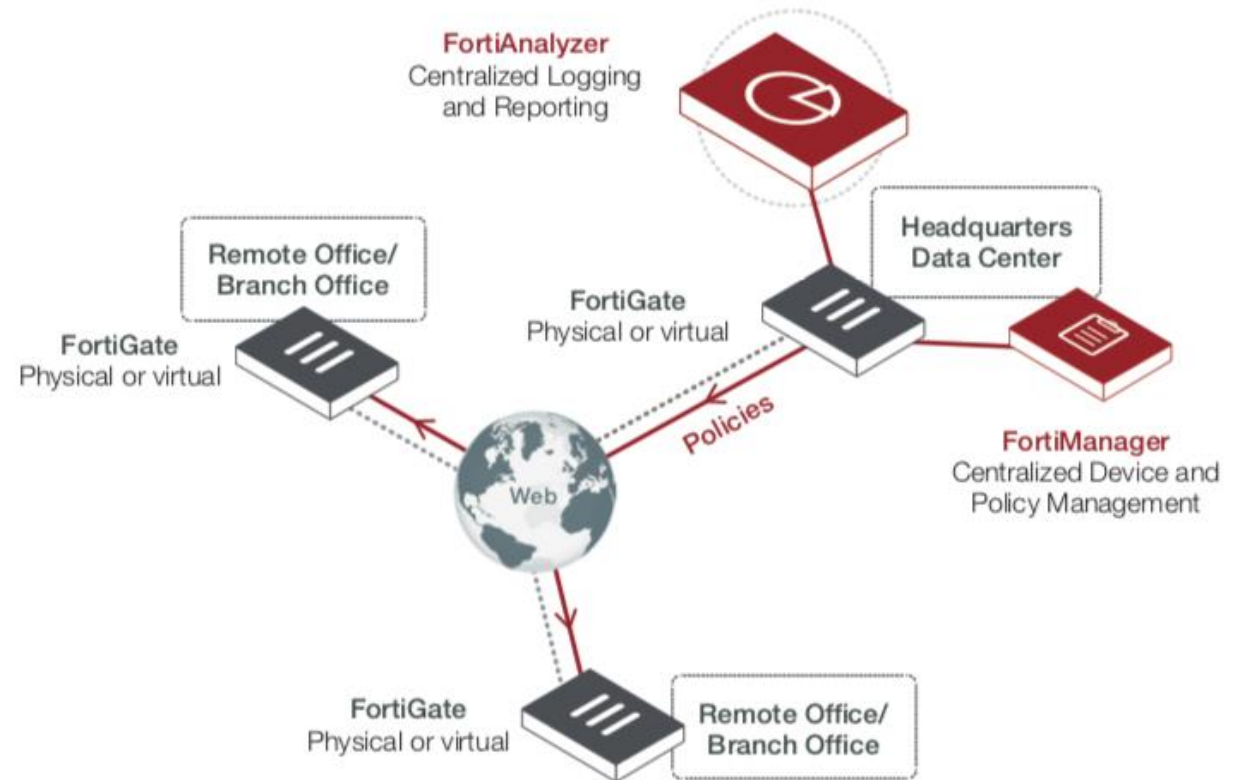 FortiAnalyzer
Centralized Logging
and Reporting
Headquarters
Data Center
Remote Office/
Branch Office
FortiGate
Physical or virtual
FortiGate
Physical or virtual
Policies
Web
FortiManager
Centralized Device and
Policy Management
FortiGate
Physical or virtual
Remote Office/
Branch Office